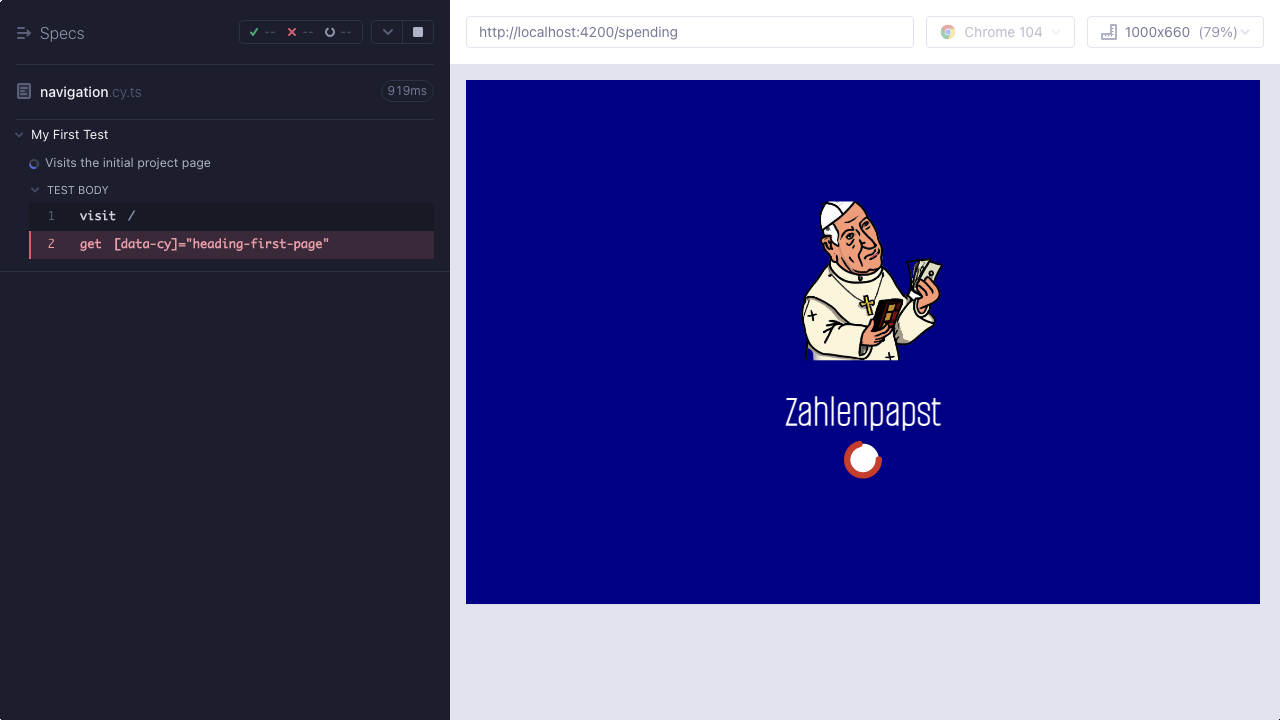 Specs
-- -- --
navigation.cy.ts
919ms
My First Test
Visits the initial project page
TEST BODY
1 visit /
2 get [data-cy]="heading-first-page"
http://localhost:4200/spending
Chrome 104
1000x660 (79%)
Zahlenpapst